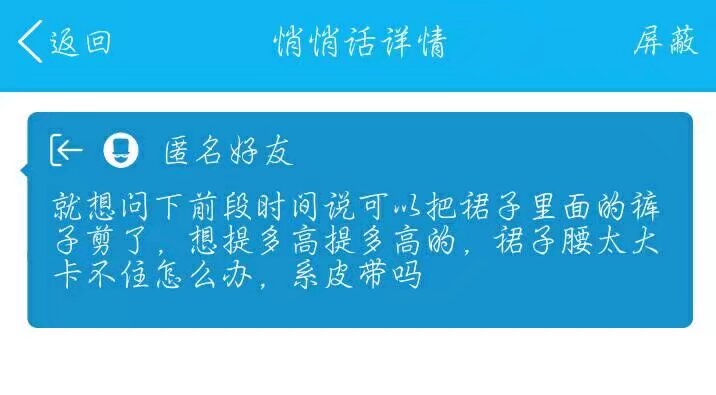 返回 悄悄话详情 屏蔽
匿名好友
就想问下前段时间说可以把裙子里面的裤
子剪了，想提多高提多高的，裙子腰太大
卡不住怎么办，系皮带吗